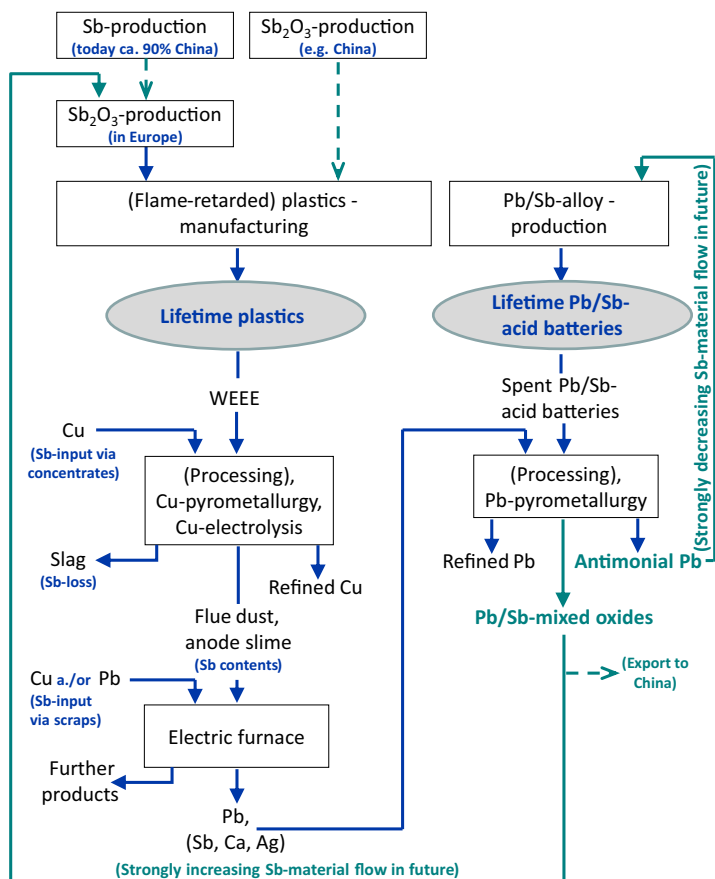 Sb-production
(today ca. 90% China)
Sb₂O₃-production
(e.g. China)
Sb₂O₃-production
(in Europe)
(Flame-retarded) plastics -
manufacturing
Pb/Sb-alloy -
production
(Strongly decreasing Sb-material flow in future)
Lifetime plastics
Lifetime Pb/Sb-
acid batteries
WEEE
Spent Pb/Sb-
acid batteries
Cu
(Sb-input via
concentrates)
(Processing),
Cu-pyrometallurgy,
Cu-electrolysis
(Processing),
Pb-pyrometallurgy
Slag
(Sb-loss)
Refined Cu
Refined Pb
Antimonial Pb
Flue dust,
anode slime
(Sb contents)
Pb/Sb-mixed oxides
(Export to
China)
Cu a./or Pb
(Sb-input
via scraps)
Electric furnace
Further
products
Pb,
(Sb, Ca, Ag)
(Strongly increasing Sb-material flow in future)